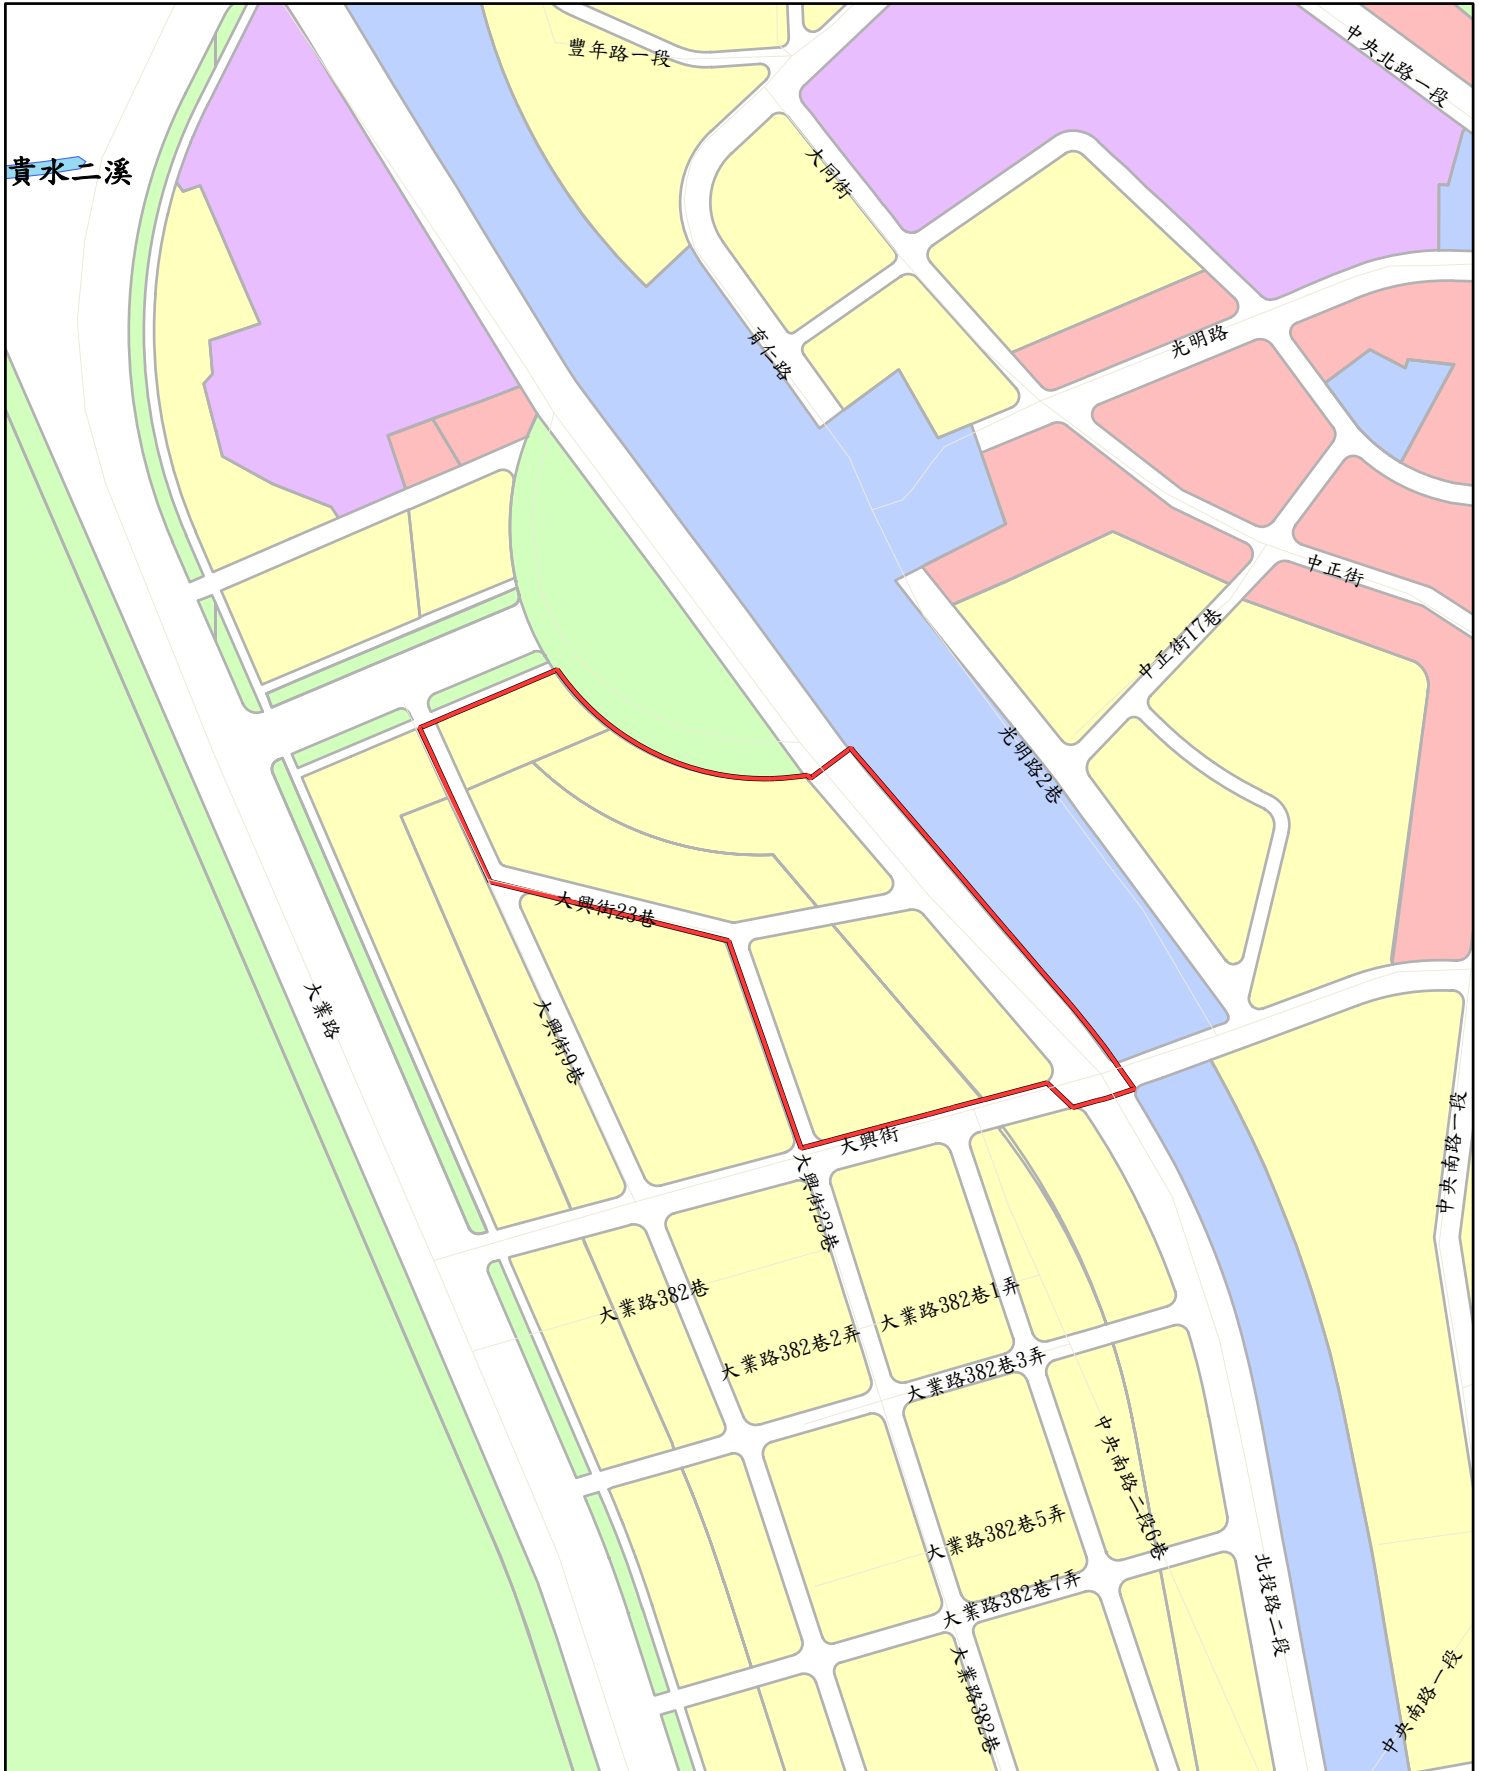 豐年路一段
中央北路一段
貴水二溪
大同街
育仁路
光明路
中正街
中正街17巷
光明路2巷
大興街23巷
大業路
大興街9巷
大興街
大興街23巷
中央南路一段
大業路382巷
大業路382巷1弄
大業路382巷2弄
大業路382巷3弄
中央南路二段6巷
大業路382巷5弄
大業路382巷7弄
北投路二段
大業路382巷
中央南路一段